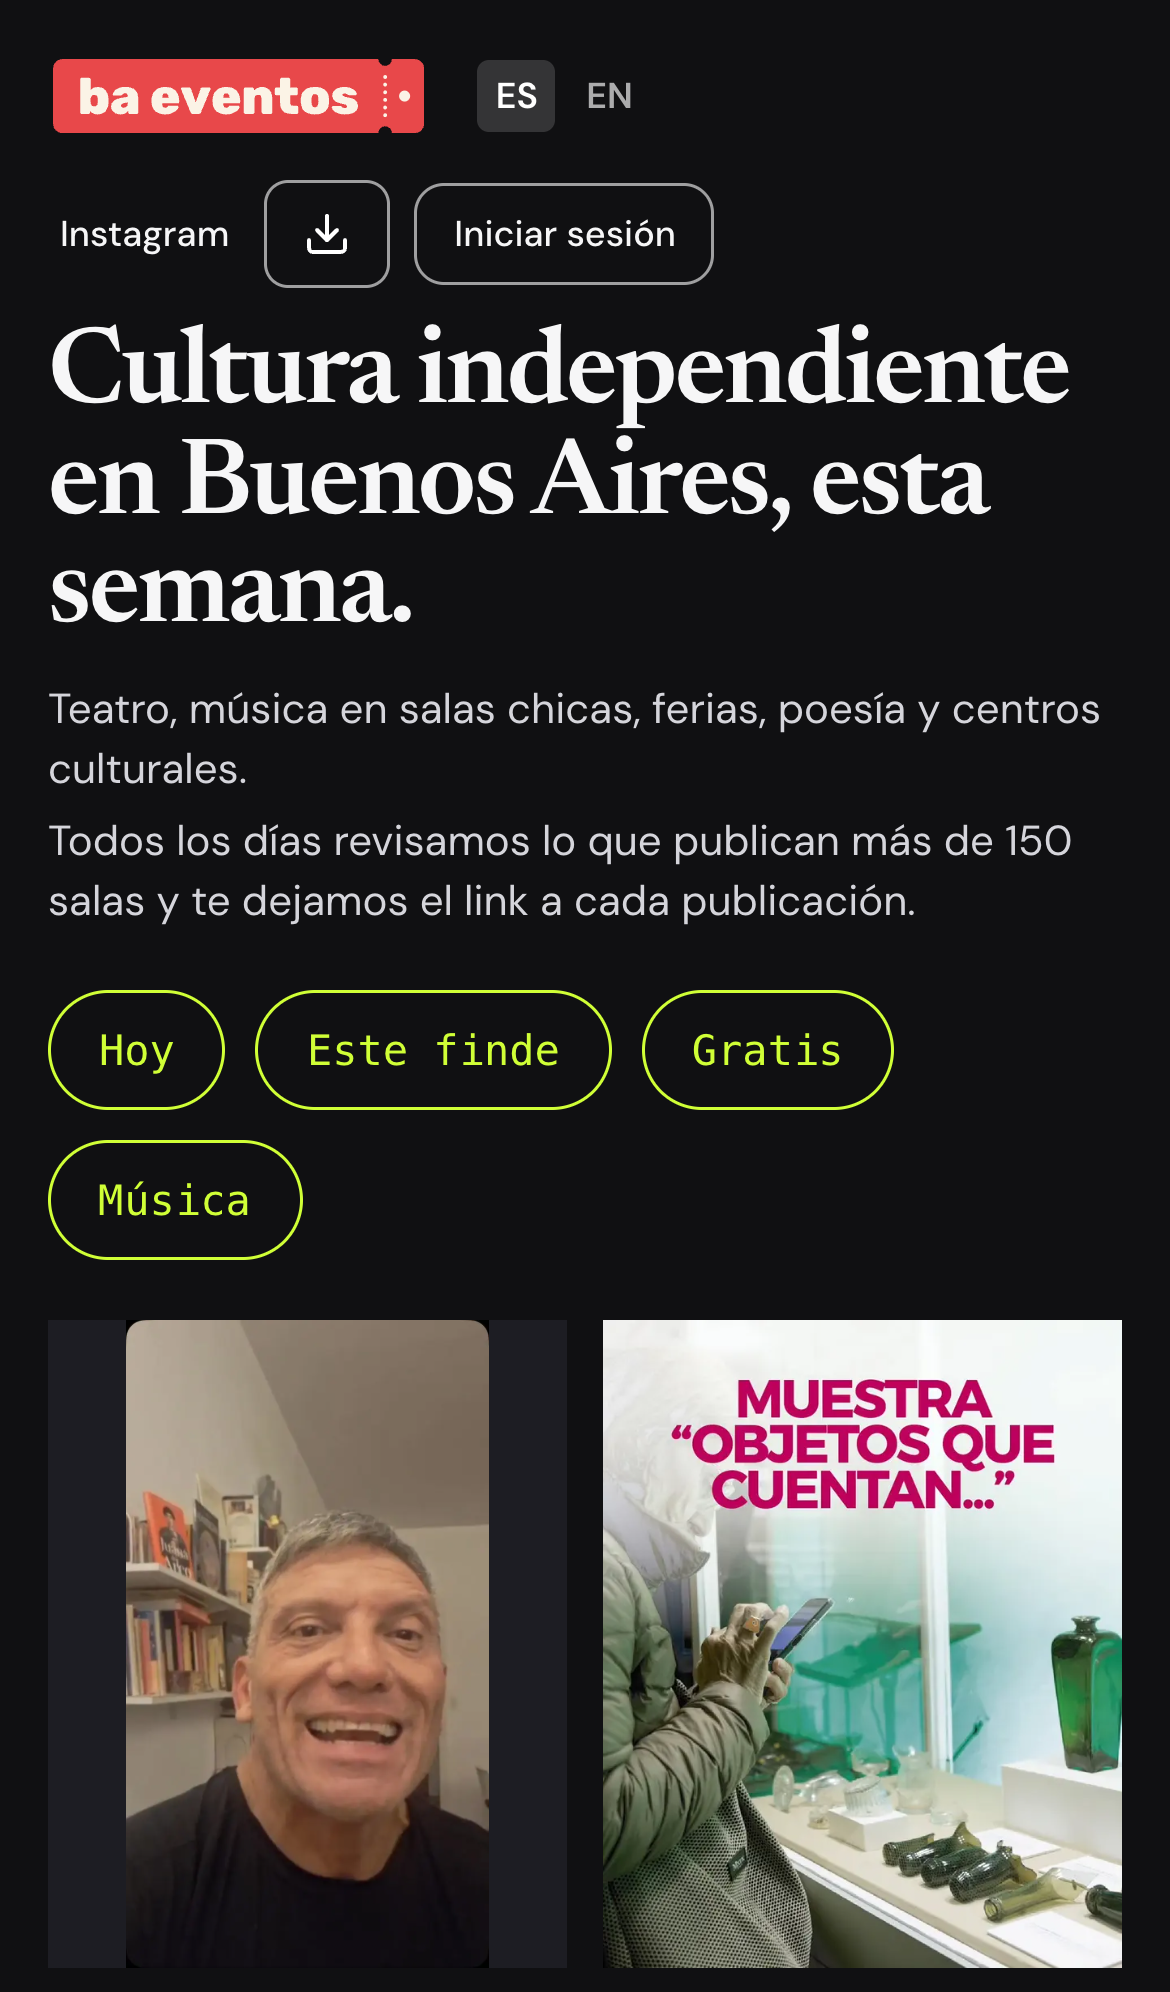 ba eventos
ES EN
Instagram
Iniciar sesión
Cultura independiente
en Buenos Aires, esta
semana.
Teatro, música en salas chicas, ferias, poesía y centros
culturales.
Todos los días revisamos lo que publican más de 150
salas y te dejamos el link a cada publicación.
Hoy
Este finde
Gratis
Música
MUESTRA
“OBJETOS QUE
CUENTAN...”